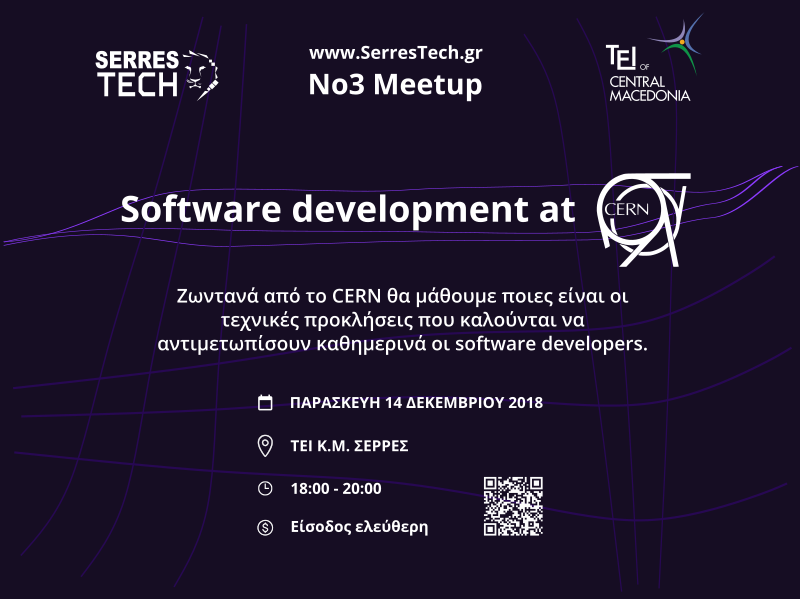 SERRES
TECH
www.SerresTech.gr
No3 Meetup
TEI OF
CENTRAL
MACEDONIA
Software development at
CERN
Ζωντανά από το CERN θα μάθουμε ποιες είναι οι
τεχνικές προκλήσεις που καλούνται να
αντιμετωπίσουν καθημερινά οι software developers.
ΠΑΡΑΣΚΕΥΗ 14 ΔΕΚΕΜΒΡΙΟΥ 2018
ΤΕΙ Κ.Μ. ΣΕΡΡΕΣ
18:00 - 20:00
Είσοδος ελεύθερη